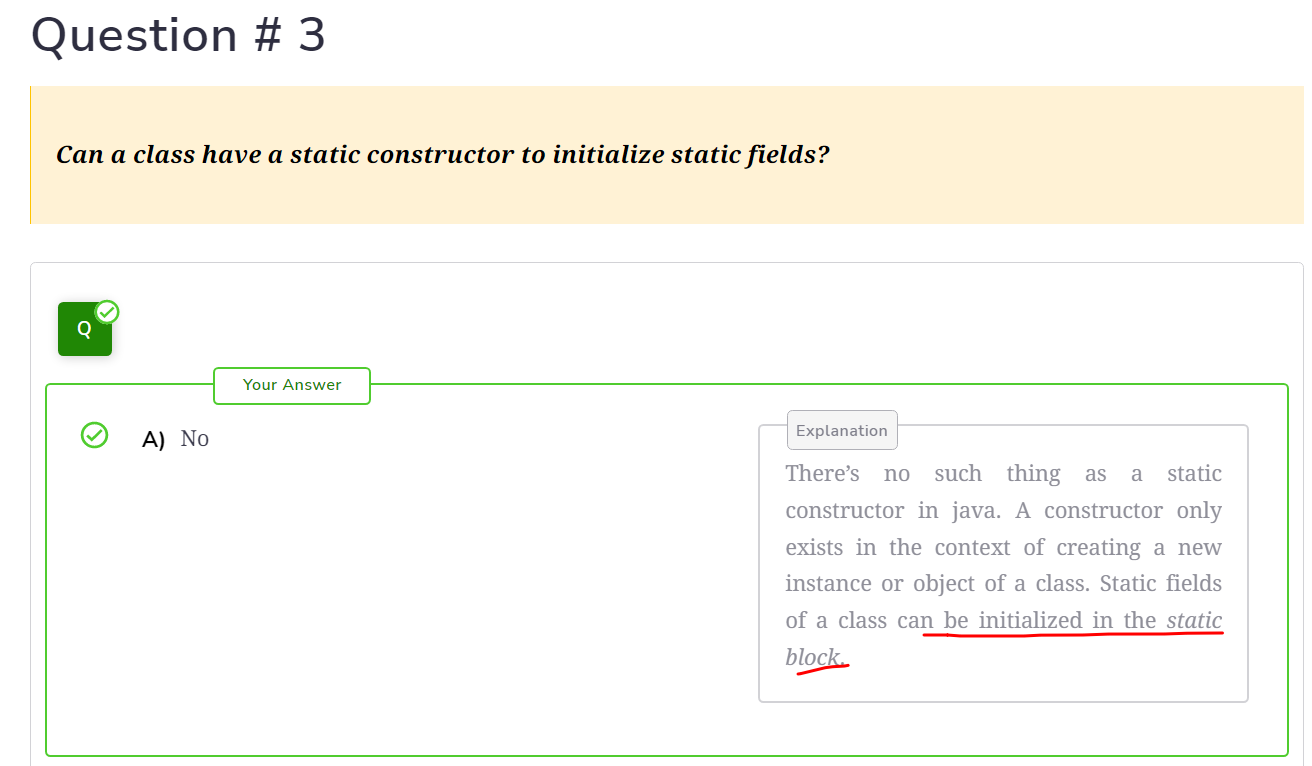 Question # 3
Can a class have a static constructor to initialize static fields?
Q
Your Answer
A) No
Explanation
There’s no such thing as a static
constructor in java. A constructor only
exists in the context of creating a new
instance or object of a class. Static fields
of a class can be initialized in the static
block.